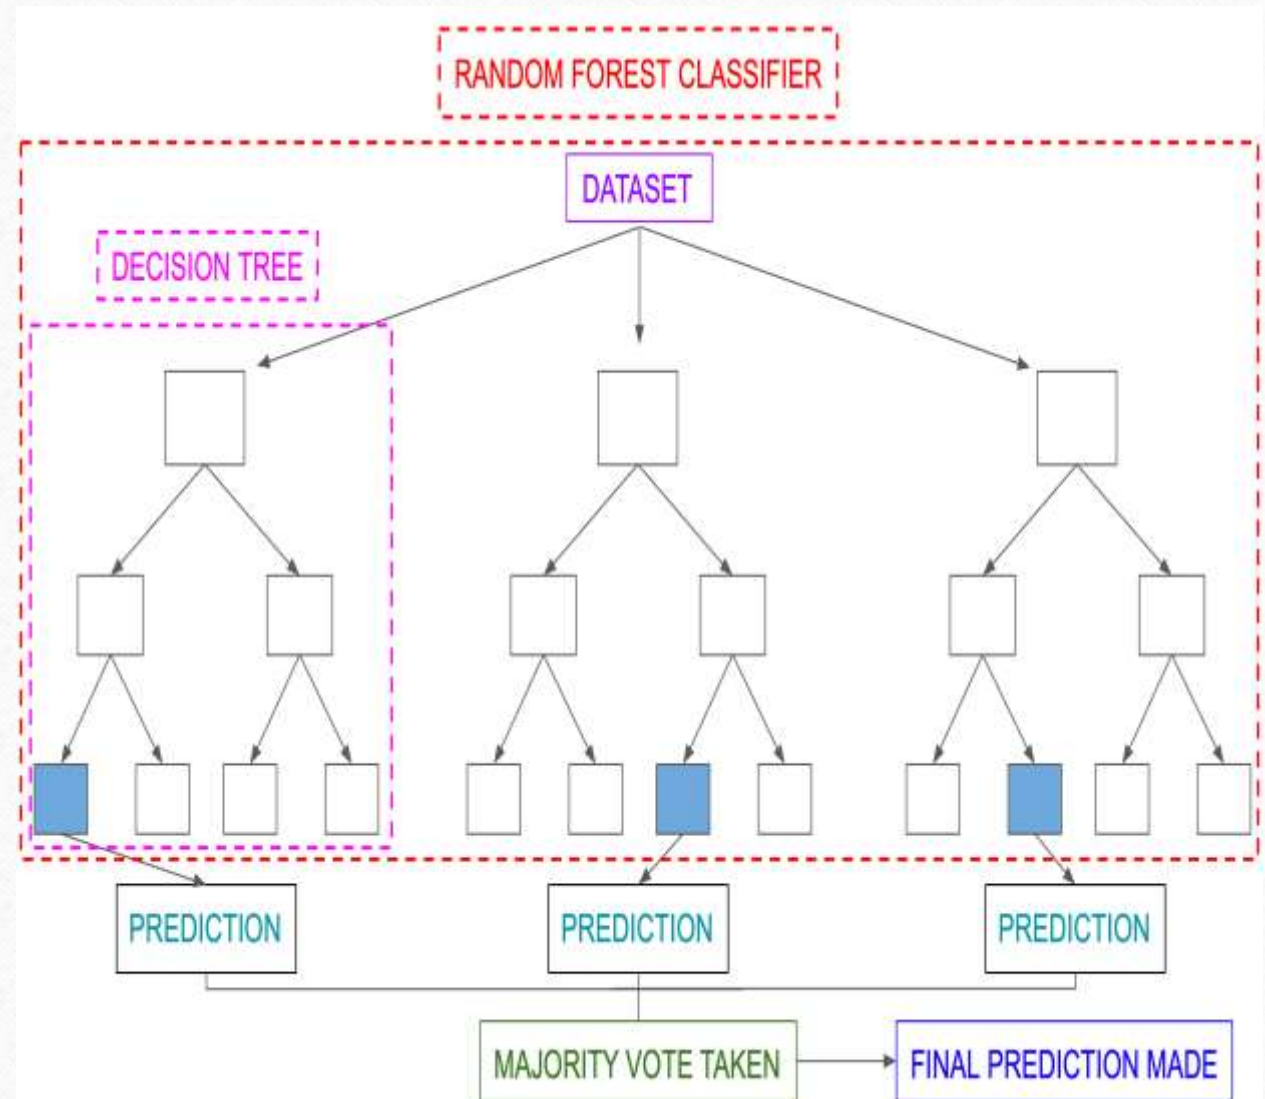 RANDOM FOREST CLASSIFIER
DATASET
DECISION TREE
PREDICTION
PREDICTION
PREDICTION
MAJORITY VOTE TAKEN
FINAL PREDICTION MADE